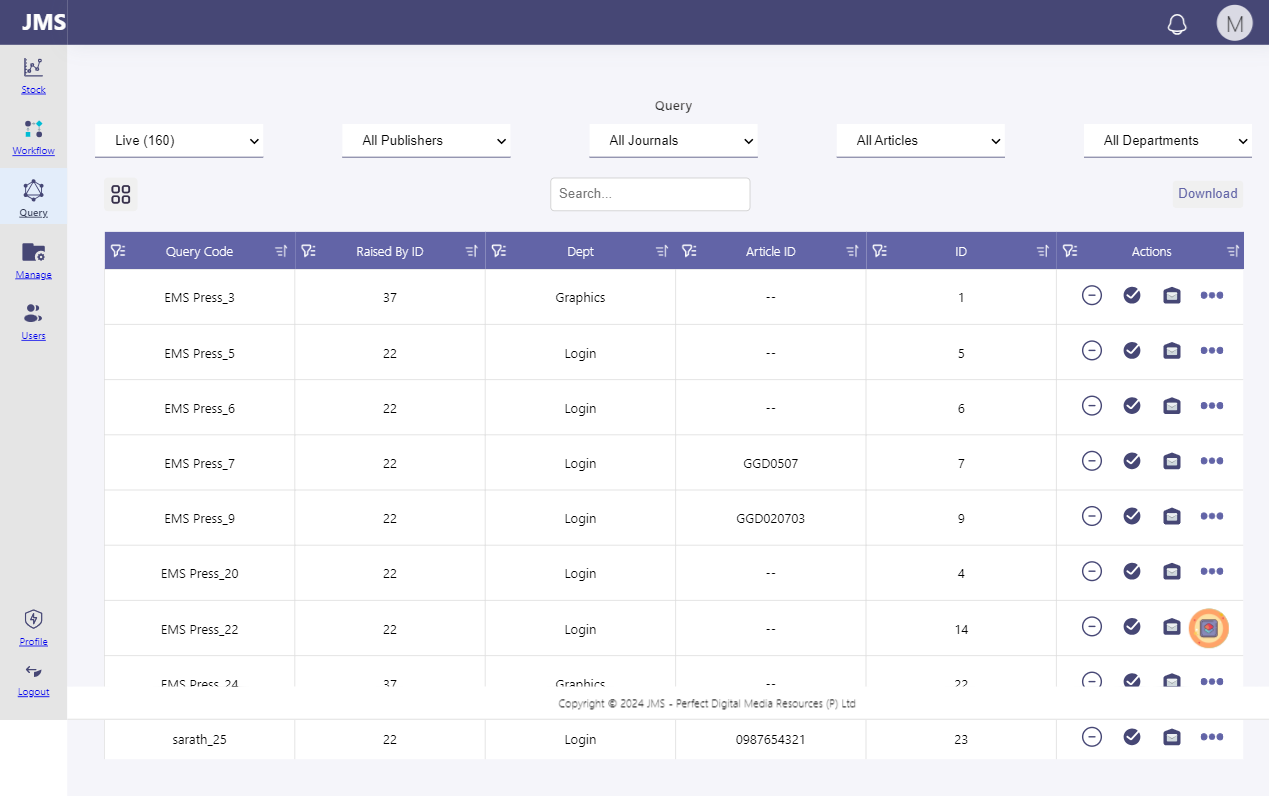 JMS
M
Stock
Workflow
Query
Manage
Users
Profile
Logout
Query
Live (160) All Publishers All Journals All Articles All Departments
Search... Download
Query Code Raised By ID Dept Article ID ID Actions
EMS Press_3 37 Graphics -- 1
EMS Press_5 22 Login -- 5
EMS Press_6 22 Login -- 6
EMS Press_7 22 Login GGD0507 7
EMS Press_9 22 Login GGD020703 9
EMS Press_20 22 Login -- 4
EMS Press_22 22 Login -- 14
EMS Press_24 37 Graphics -- 22
Copyright © 2024 JMS - Perfect Digital Media Resources (P) Ltd
sarath_25 22 Login 0987654321 23